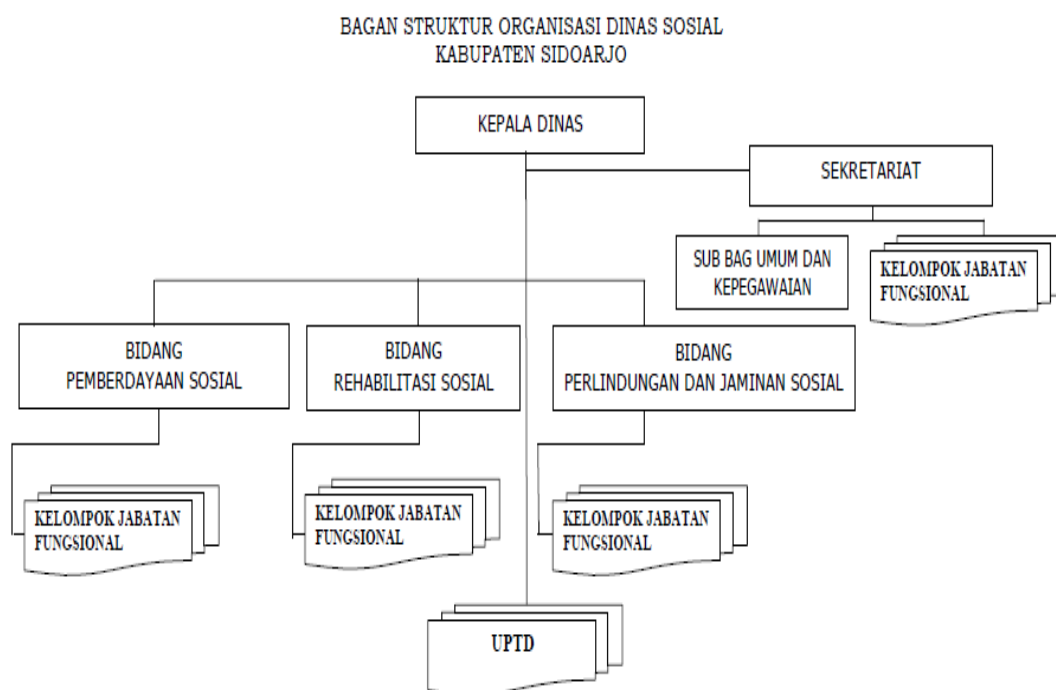 BAGAN STRUKTUR ORGANISASI DINAS SOSIAL
KABUPATEN SIDOARJO
KEPALA DINAS
SEKRETARIAT
SUB BAG UMUM DAN
KEPEGAWAIAN
KELOMPOK JABATAN
FUNGSIONAL
BIDANG
PEMBERDAYAAN SOSIAL
BIDANG
REHABILITASI SOSIAL
BIDANG
PERLINDUNGAN DAN JAMINAN SOSIAL
KELOMPOK JABATAN
FUNGSIONAL
KELOMPOK JABATAN
FUNGSIONAL
KELOMPOK JABATAN
FUNGSIONAL
UPTD